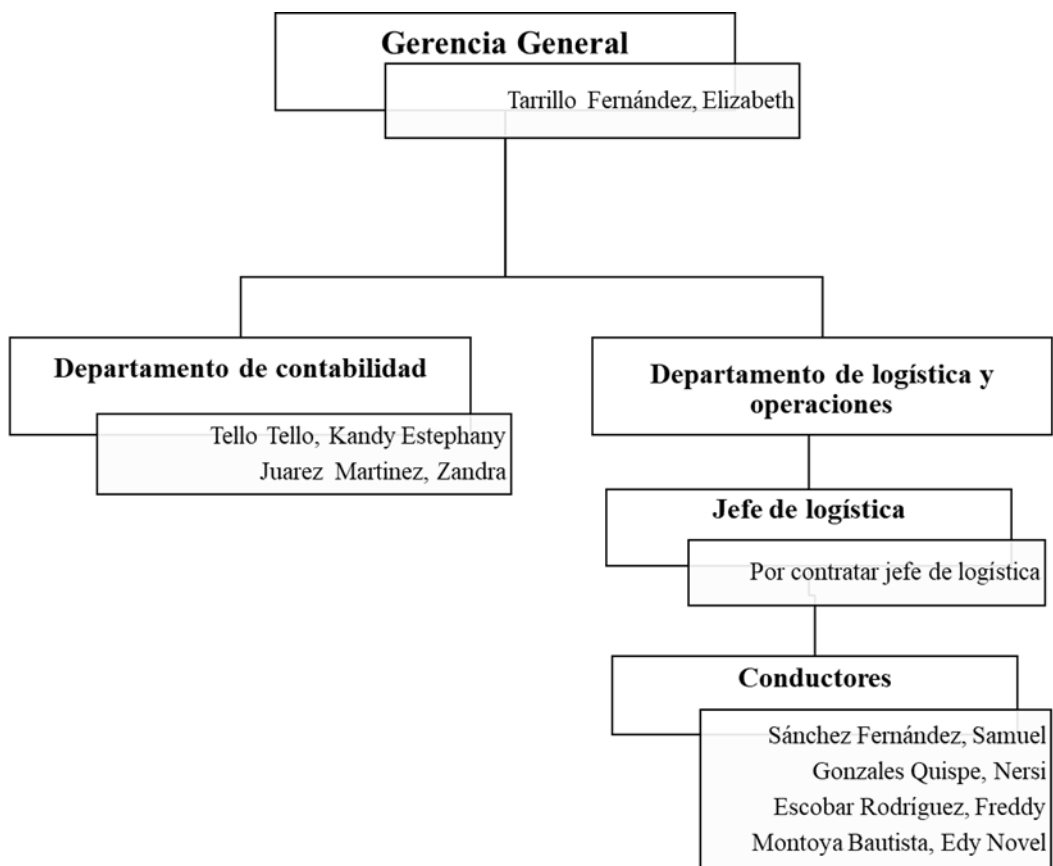 Gerencia General
Tarrillo Fernández, Elizabeth
Departamento de contabilidad
Tello Tello, Kandy Estephany
Juarez Martinez, Zandra
Departamento de logística y
operaciones
Jefe de logística
Por contratar jefe de logística
Conductores
Sánchez Fernández, Samuel
Gonzales Quispe, Nersi
Escobar Rodríguez, Freddy
Montoya Bautista, Edy Novel